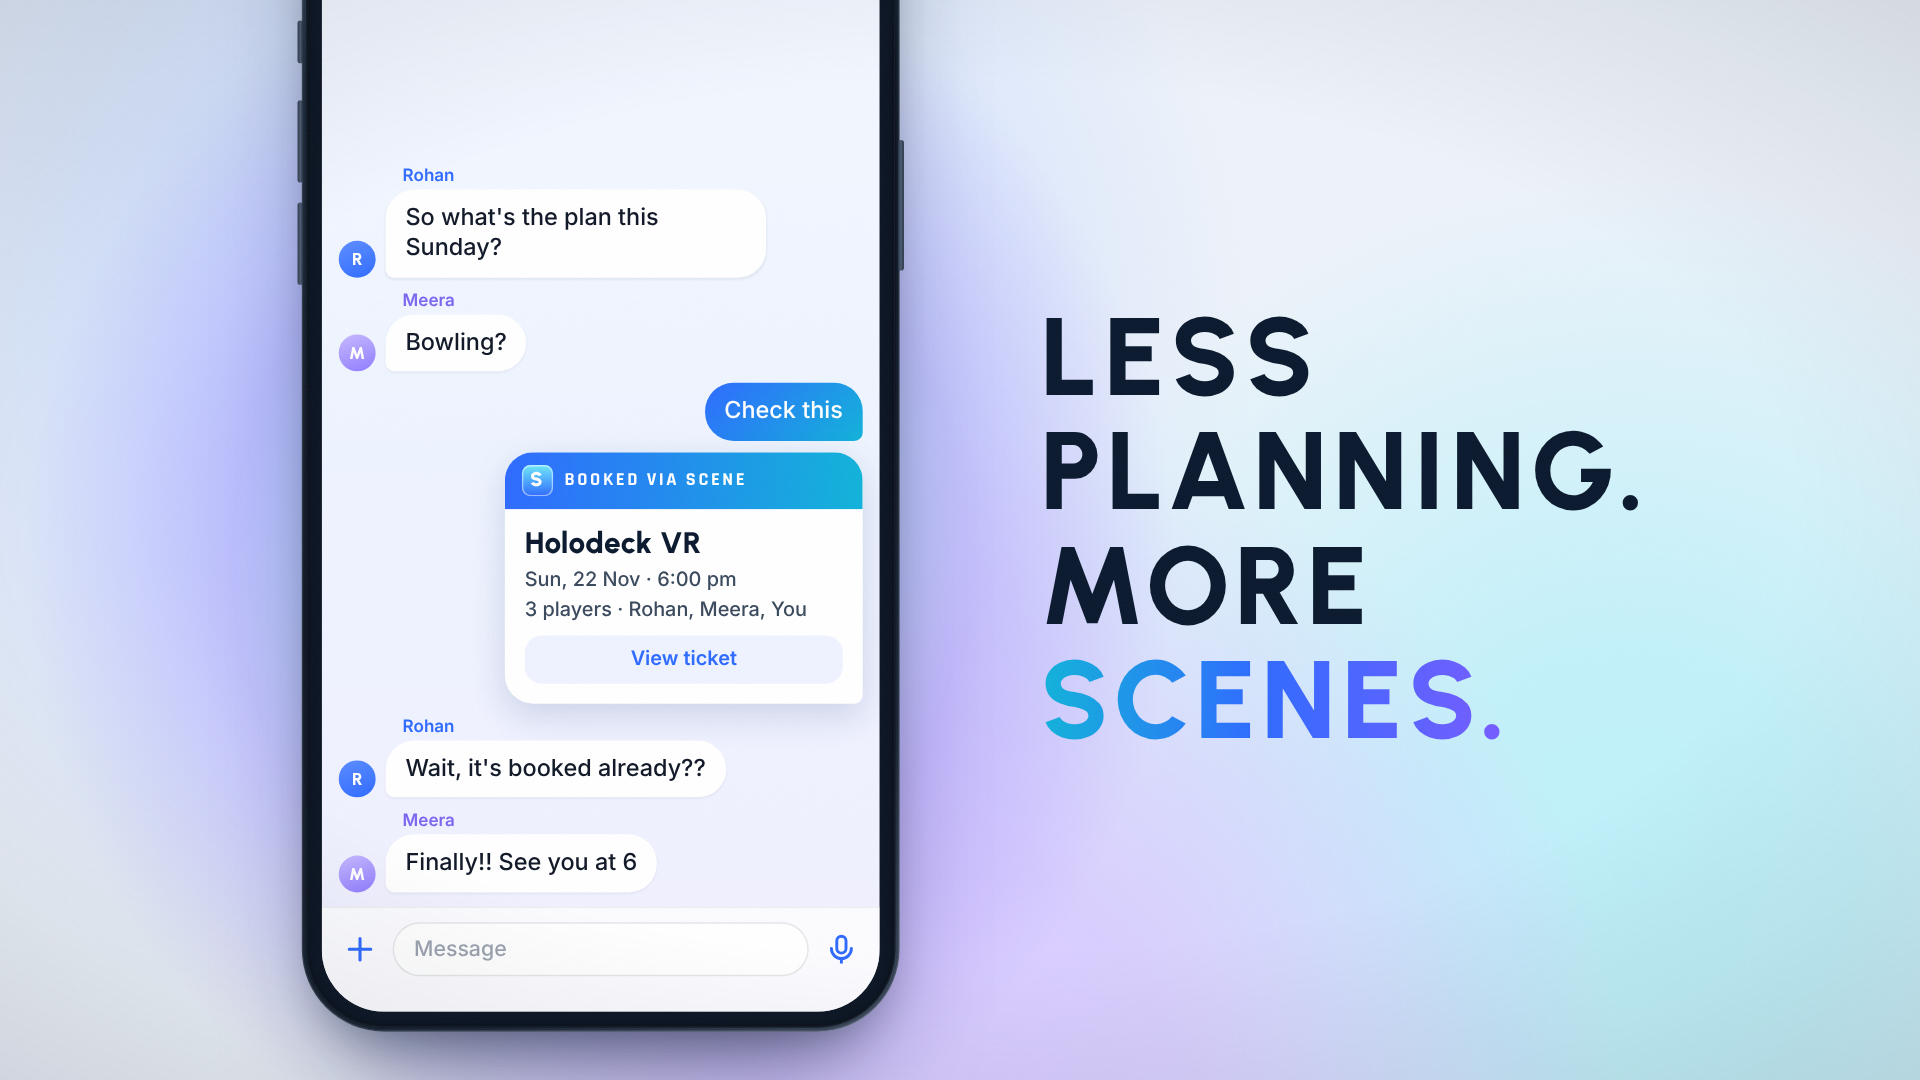 Rohan
So what's the plan this
Sunday?
R
Meera
Bowling?
M
Check this
S BOOKED VIA SCENE
Holodeck VR
Sun, 22 Nov · 6:00 pm
3 players · Rohan, Meera, You
View ticket
Rohan
Wait, it's booked already??
R
Meera
Finally!! See you at 6
M
Message
LESS
PLANNING.
MORE
SCENES.